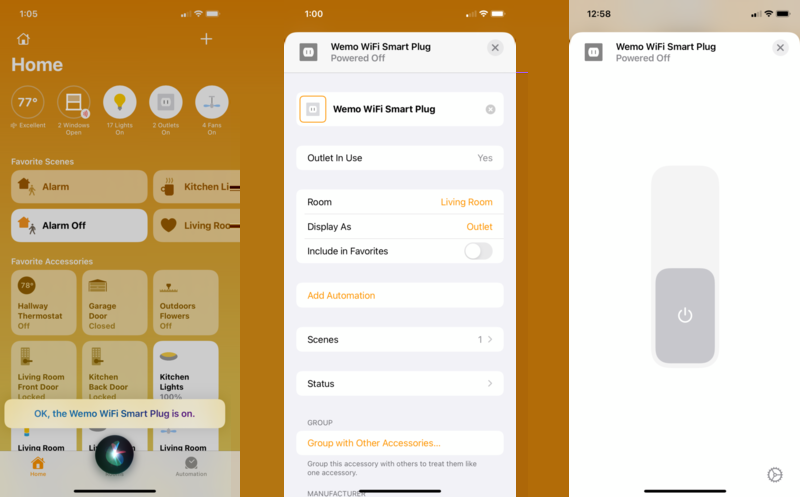 1:05
Home
77°
Excellent
2 Windows
Open
17 Lights
On
2 Outlets
On
4 Fans
On
Favorite Scenes
Alarm
Kitchen Li
Alarm Off
Living Roo
Favorite Accessories
78°
Hallway
Thermostat
Off
Garage
Door
Closed
Outdoors
Flowers
Off
Living Room
Front Door
Locked
Kitchen
Back Door
Locked
Kitchen
Lights
100%
OK, the Wemo WiFi Smart Plug is on.
Living Room
Living Room
Home
Automation
1:00
Wemo WiFi Smart Plug
Powered Off
Wemo WiFi Smart Plug
Outlet In Use
Yes
Room
Living Room
Display As
Outlet
Include in Favorites
Add Automation
Scenes
1
Status
GROUP
Group with Other Accessories...
Group this accessory with others to treat them like
one accessory.
MANUFACTURER
12:58
Wemo WiFi Smart Plug
Powered Off